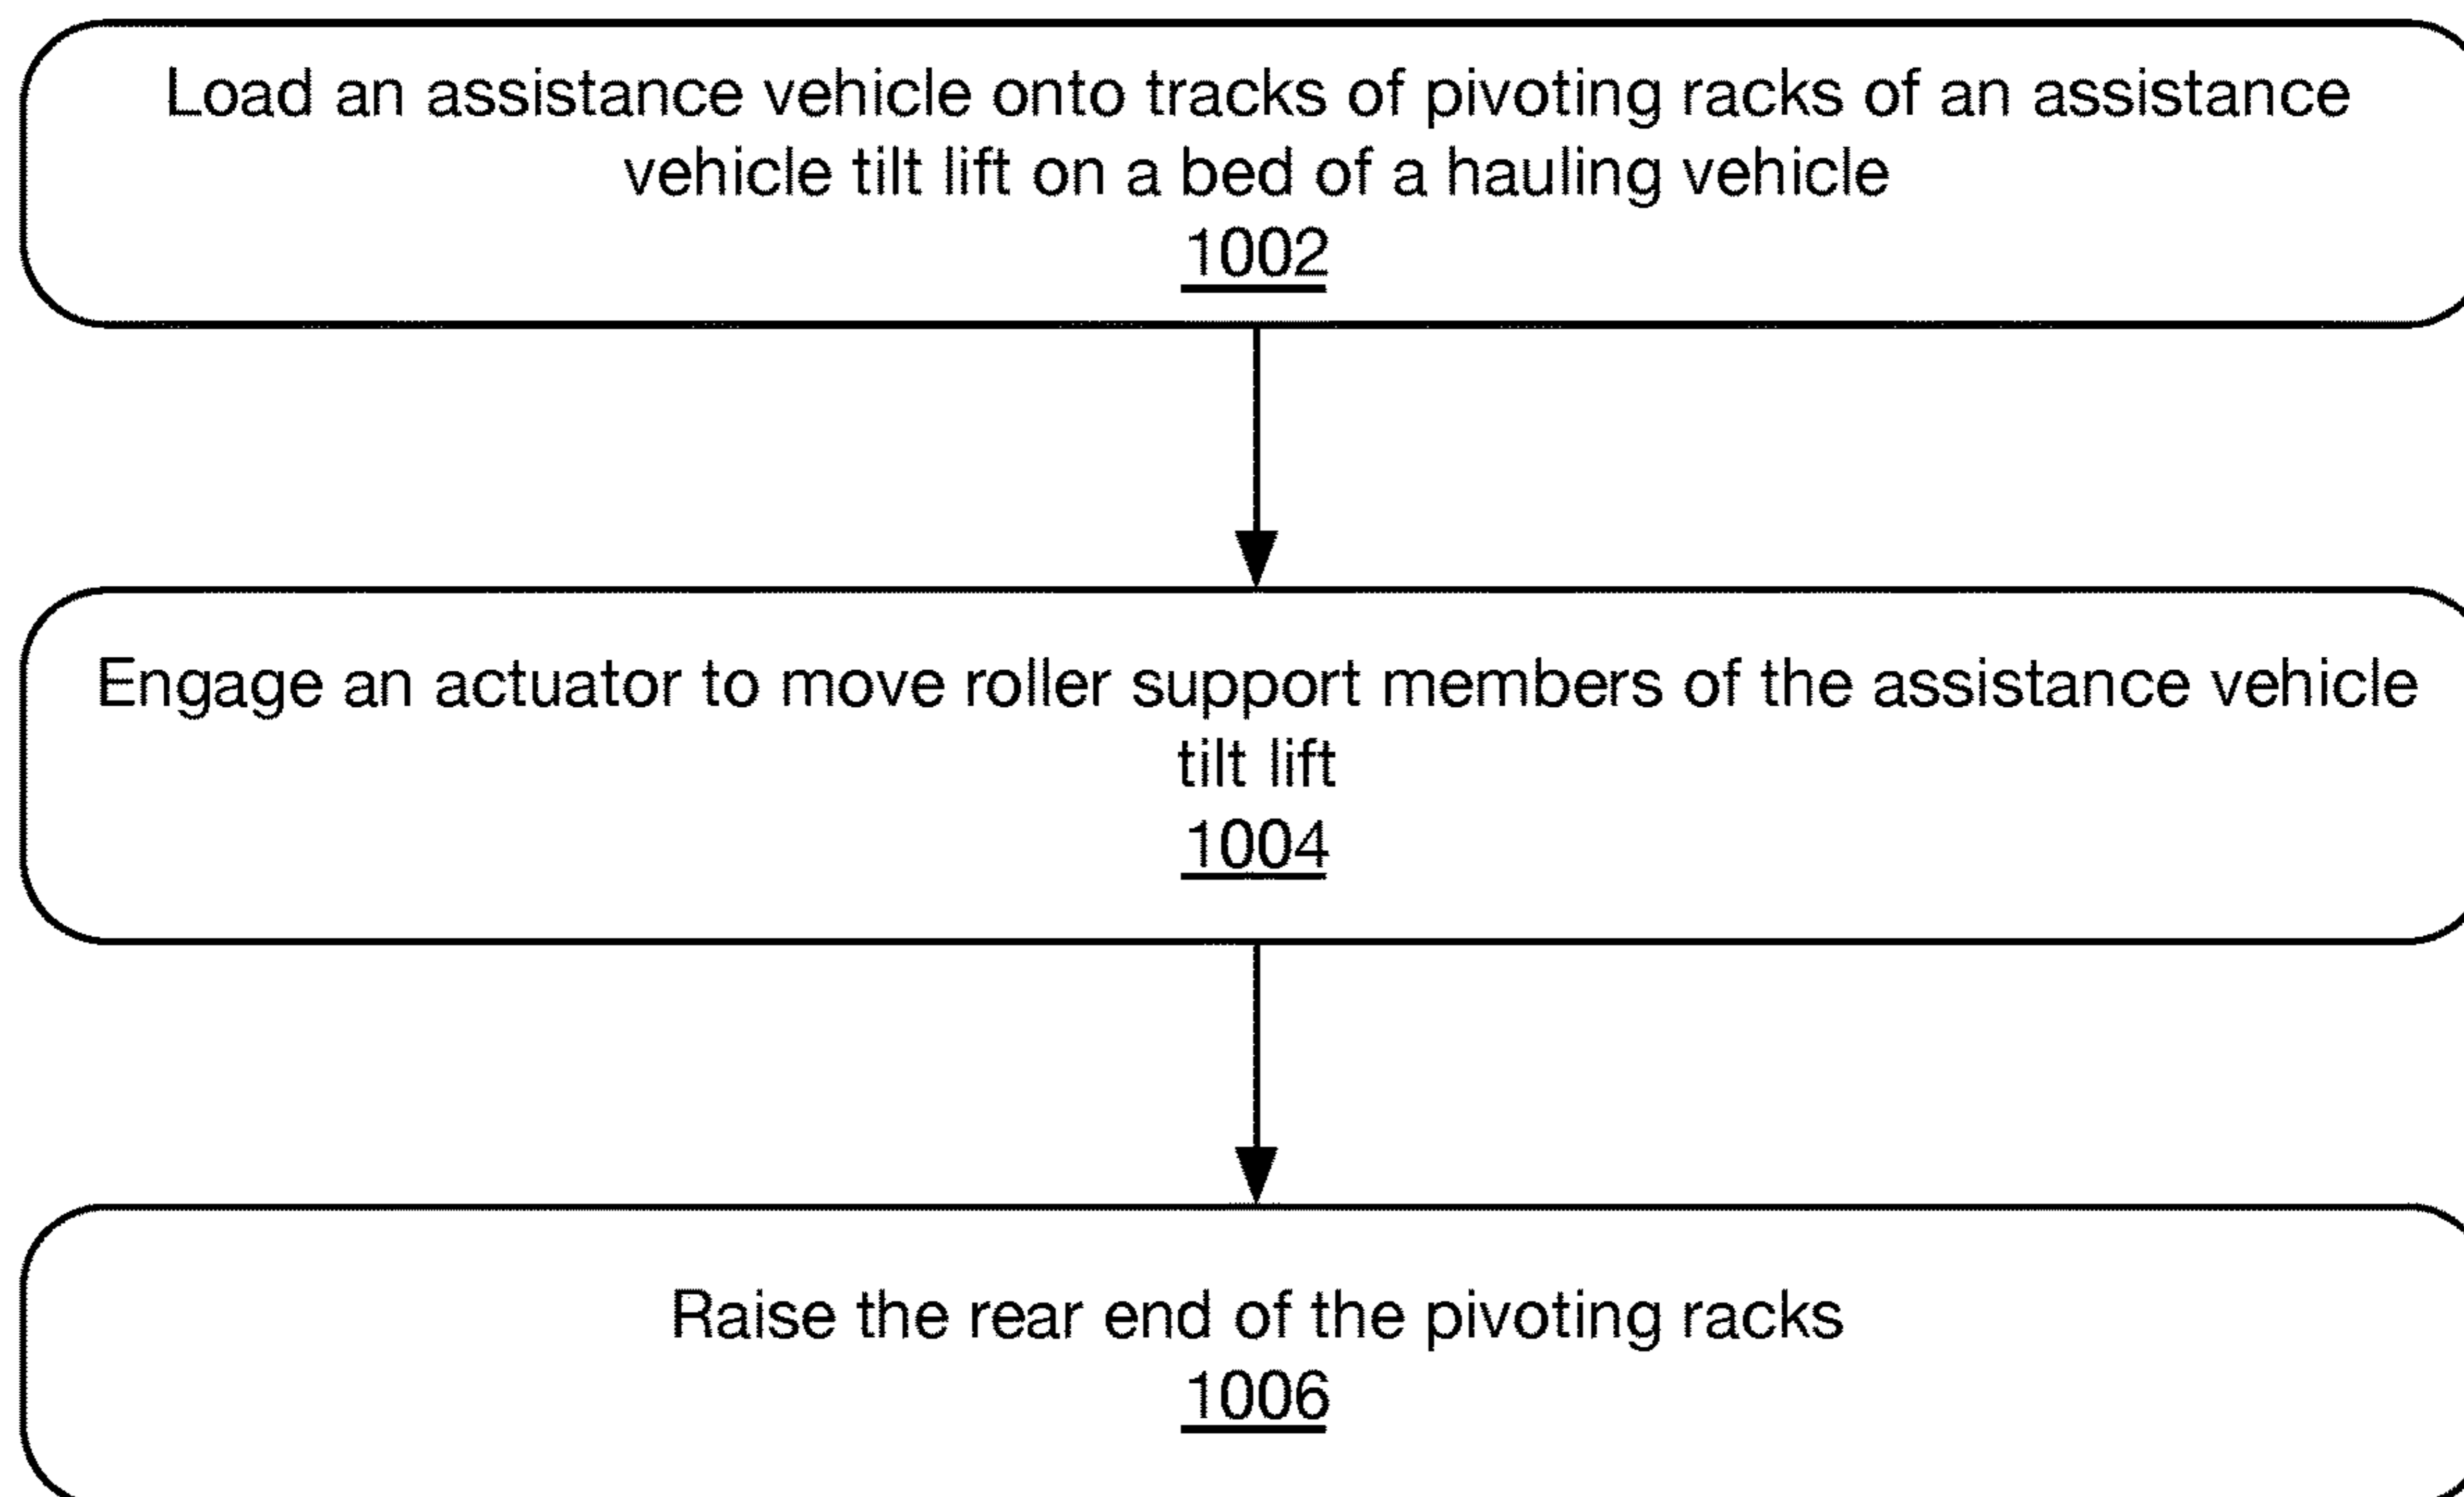 Load an assistance vehicle onto tracks of pivoting racks of an assistance
vehicle tilt lift on a bed of a hauling vehicle
1002
Engage an actuator to move roller support members of the assistance vehicle
tilt lift
1004
Raise the rear end of the pivoting racks
1006